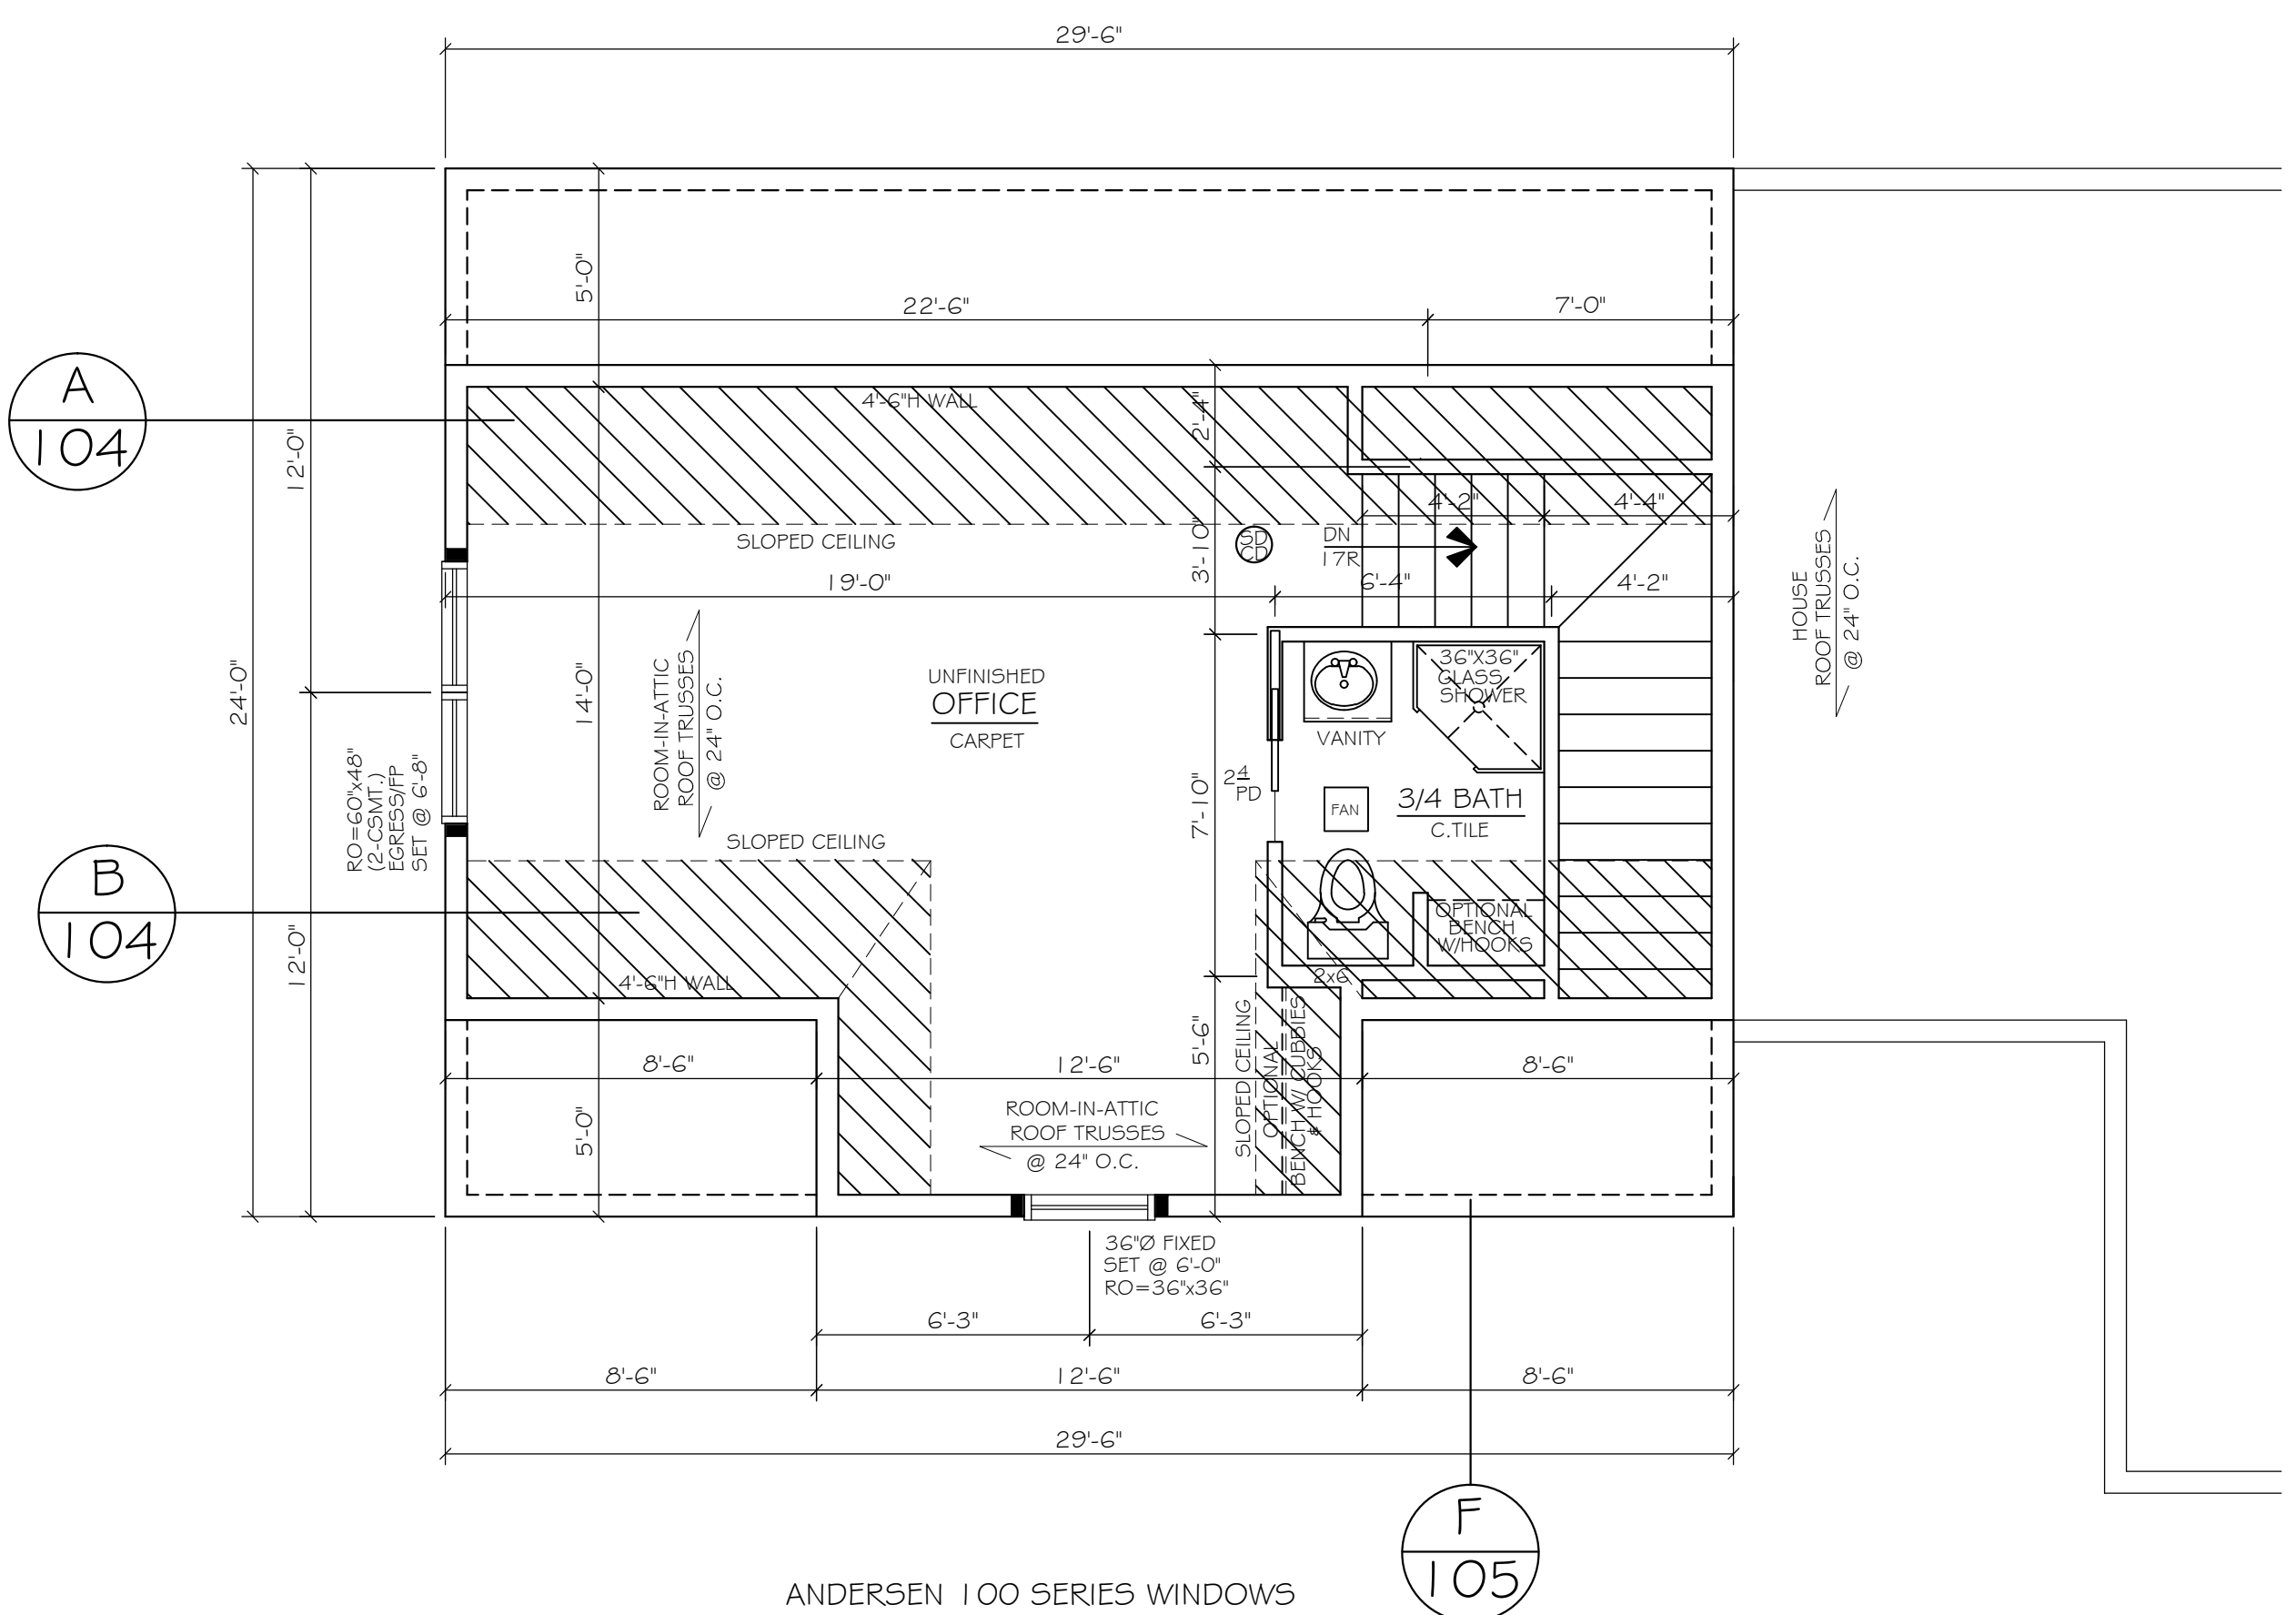 29'-6"
5'-0"
22'-6"
7'-0"
A
104
12'-0"
4'-6"H WALL
2'-4"
4'-2"
4'-4"
SLOPED CEILING
3'-10"
SD
CD
DN
17R
19'-0"
6'-4"
4'-2"
HOUSE
ROOF TRUSSES
@ 24" O.C.
24'-0"
14'-0"
ROOM-IN-ATTIC
ROOF TRUSSES
@ 24" O.C.
UNFINISHED
OFFICE
CARPET
36"X36"
GLASS
SHOWER
VANITY
2 4
PD
7'-10"
FAN
3/4 BATH
C.TILE
RO=60"x48"
(2-CSMT.)
EGRESS/FP
SET @ 6'-8"
SLOPED CEILING
B
104
12'-0"
OPTIONAL
BENCH
W/HOOKS
4'-6"H WALL
2x6
5'-6"
SLOPED CEILING
OPTIONAL
BENCH W/ CUBBIES
& HOOKS
8'-6"
12'-6"
8'-6"
5'-0"
ROOM-IN-ATTIC
ROOF TRUSSES
@ 24" O.C.
36"Ø FIXED
SET @ 6'-0"
RO=36"x36"
6'-3"
6'-3"
8'-6"
12'-6"
8'-6"
29'-6"
F
105
ANDERSEN 100 SERIES WINDOWS